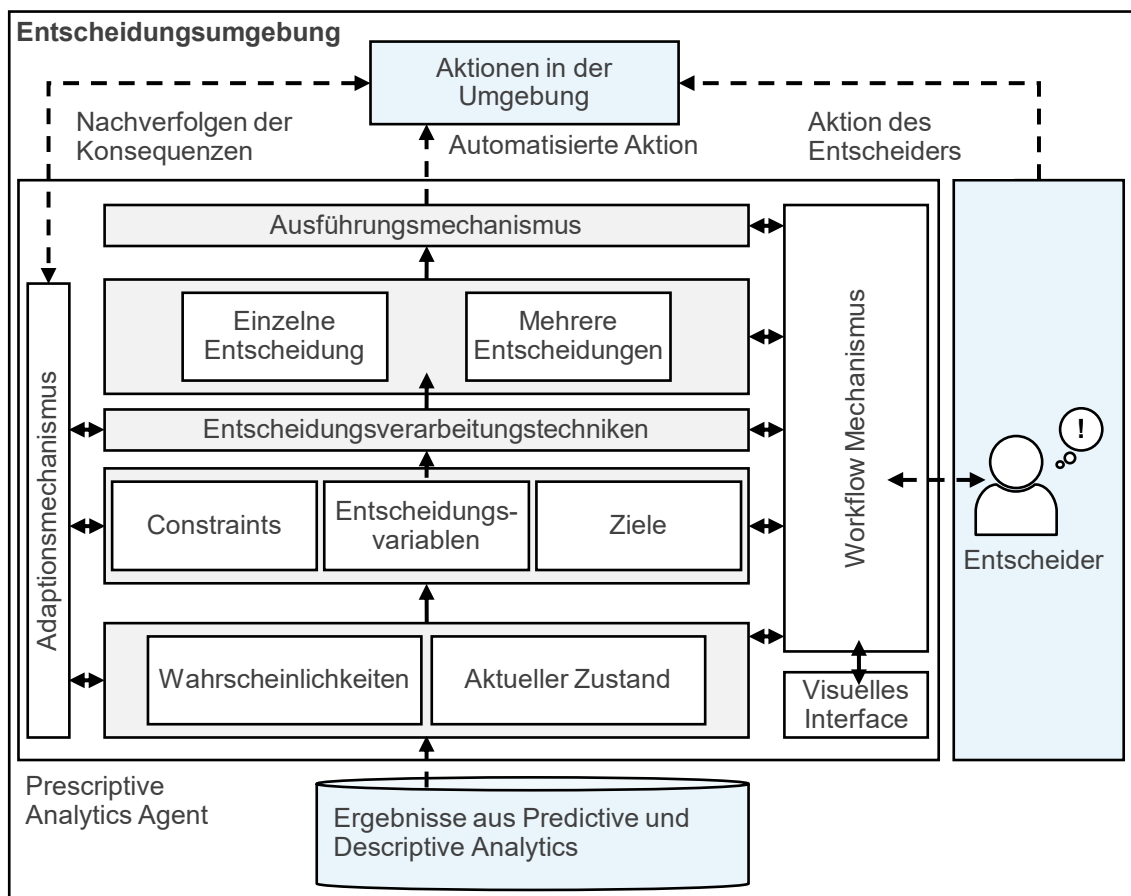 Entscheidungsumgebung
Aktionen in der
Umgebung
Nachverfolgen der
Konsequenzen
Automatisierte Aktion
Aktion des
Entscheiders
Ausführungsmechanismus
Einzelne
Entscheidung
Mehrere
Entscheidungen
Entscheidungsverarbeitungstechniken
Constraints
Entscheidungs-
variablen
Ziele
Wahrscheinlichkeiten
Aktueller Zustand
Adaptionsmechanismus
Workflow Mechanismus
Visuelles
Interface
!
Entscheider
Prescriptive
Analytics Agent
Ergebnisse aus Predictive und
Descriptive Analytics